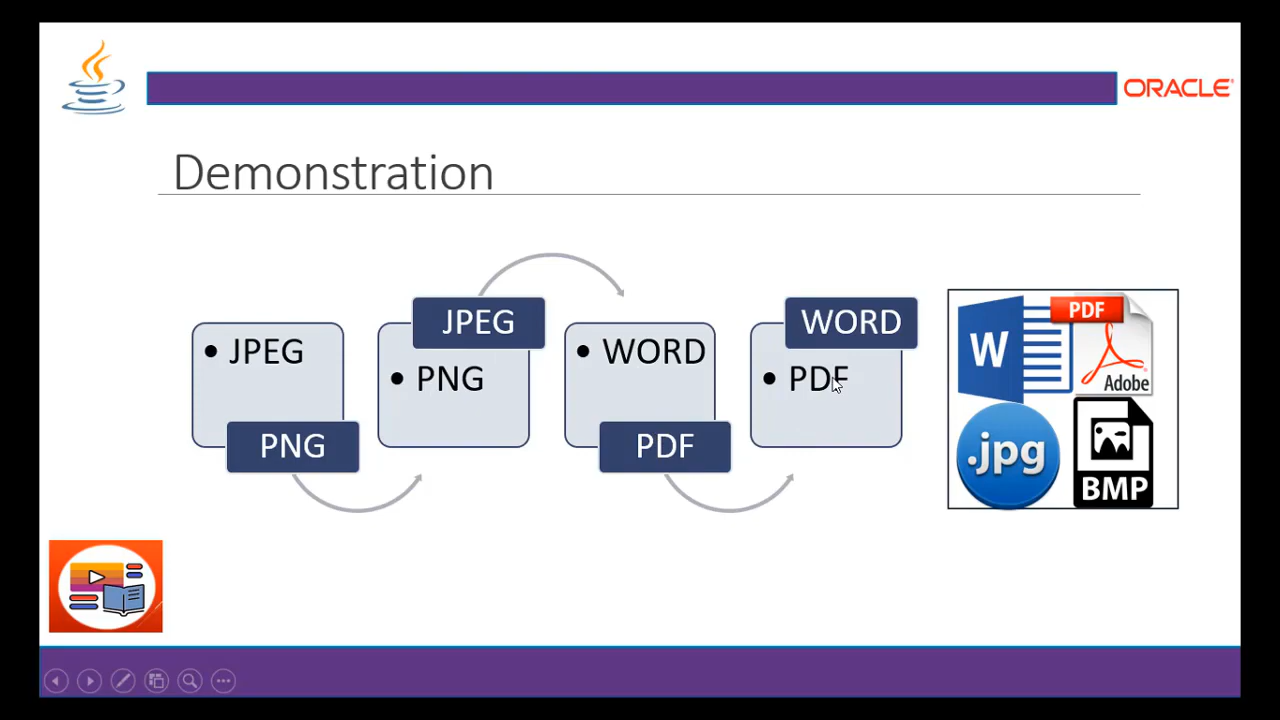 ORACLE
Demonstration
• JPEG
PNG
JPEG
• PNG
• WORD
PDF
WORD
• PDF
W
PDF
Adobe
.jpg
BMP